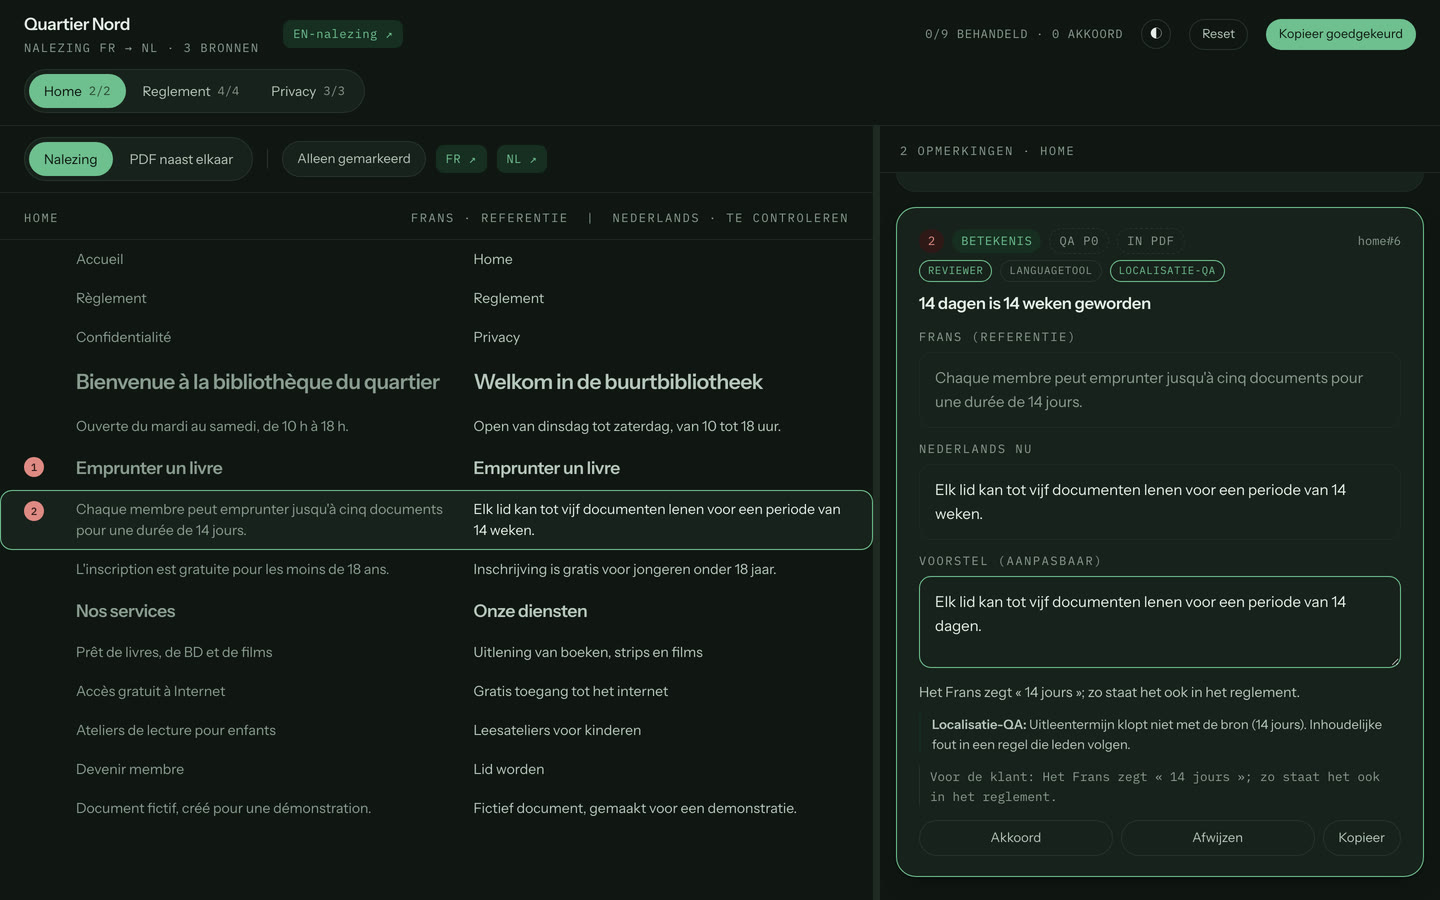 Quartier Nord
NALEZING FR → NL · 3 BRONNEN
EN-nalezing ↗
0/9 BEHANDELD · 0 AKKOORD
Reset
Kopieer goedgekeurd
Home 2/2
Reglement 4/4
Privacy 3/3
Nalezing
PDF naast elkaar
Alleen gemarkeerd
FR ↗
NL ↗
HOME
FRANS · REFERENTIE | NEDERLANDS · TE CONTROLEREN
Accueil
Home
Règlement
Reglement
Confidentialité
Privacy
Bienvenue à la bibliothèque du quartier
Welkom in de buurtbibliotheek
Ouverte du mardi au samedi, de 10 h à 18 h.
Open van dinsdag tot zaterdag, van 10 tot 18 uur.
1
Emprunter un livre
Emprunter un livre
2
Chaque membre peut emprunter jusqu'à cinq documents
pour une durée de 14 jours.
Elk lid kan tot vijf documenten lenen voor een periode van
14 weken.
L'inscription est gratuite pour les moins de 18 ans.
Inschrijving is gratis voor jongeren onder 18 jaar.
Nos services
Onze diensten
Prêt de livres, de BD et de films
Uitlening van boeken, strips en films
Accès gratuit à Internet
Gratis toegang tot het internet
Ateliers de lecture pour enfants
Leesateliers voor kinderen
Devenir membre
Lid worden
Document fictif, créé pour une démonstration.
Fictief document, gemaakt voor een demonstratie.
2 OPMERKINGEN · HOME
2
BETEKENIS
QA P0
IN PDF
home#6
REVIEWER
LANGUAGETOOL
LOCALISATIE-QA
14 dagen is 14 weken geworden
FRANS (REFERENTIE)
Chaque membre peut emprunter jusqu'à cinq documents pour
une durée de 14 jours.
NEDERLANDS NU
Elk lid kan tot vijf documenten lenen voor een periode van 14
weken.
VOORSTEL (AANPASBAAR)
Elk lid kan tot vijf documenten lenen voor een periode van 14
dagen.
Het Frans zegt « 14 jours »; zo staat het ook in het reglement.
Localisatie-QA: Uitleentermijn klopt niet met de bron (14 jours). Inhoudelijke
fout in een regel die leden volgen.
Voor de klant: Het Frans zegt « 14 jours »; zo staat het ook
in het reglement.
Akkoord
Afwijzen
Kopieer